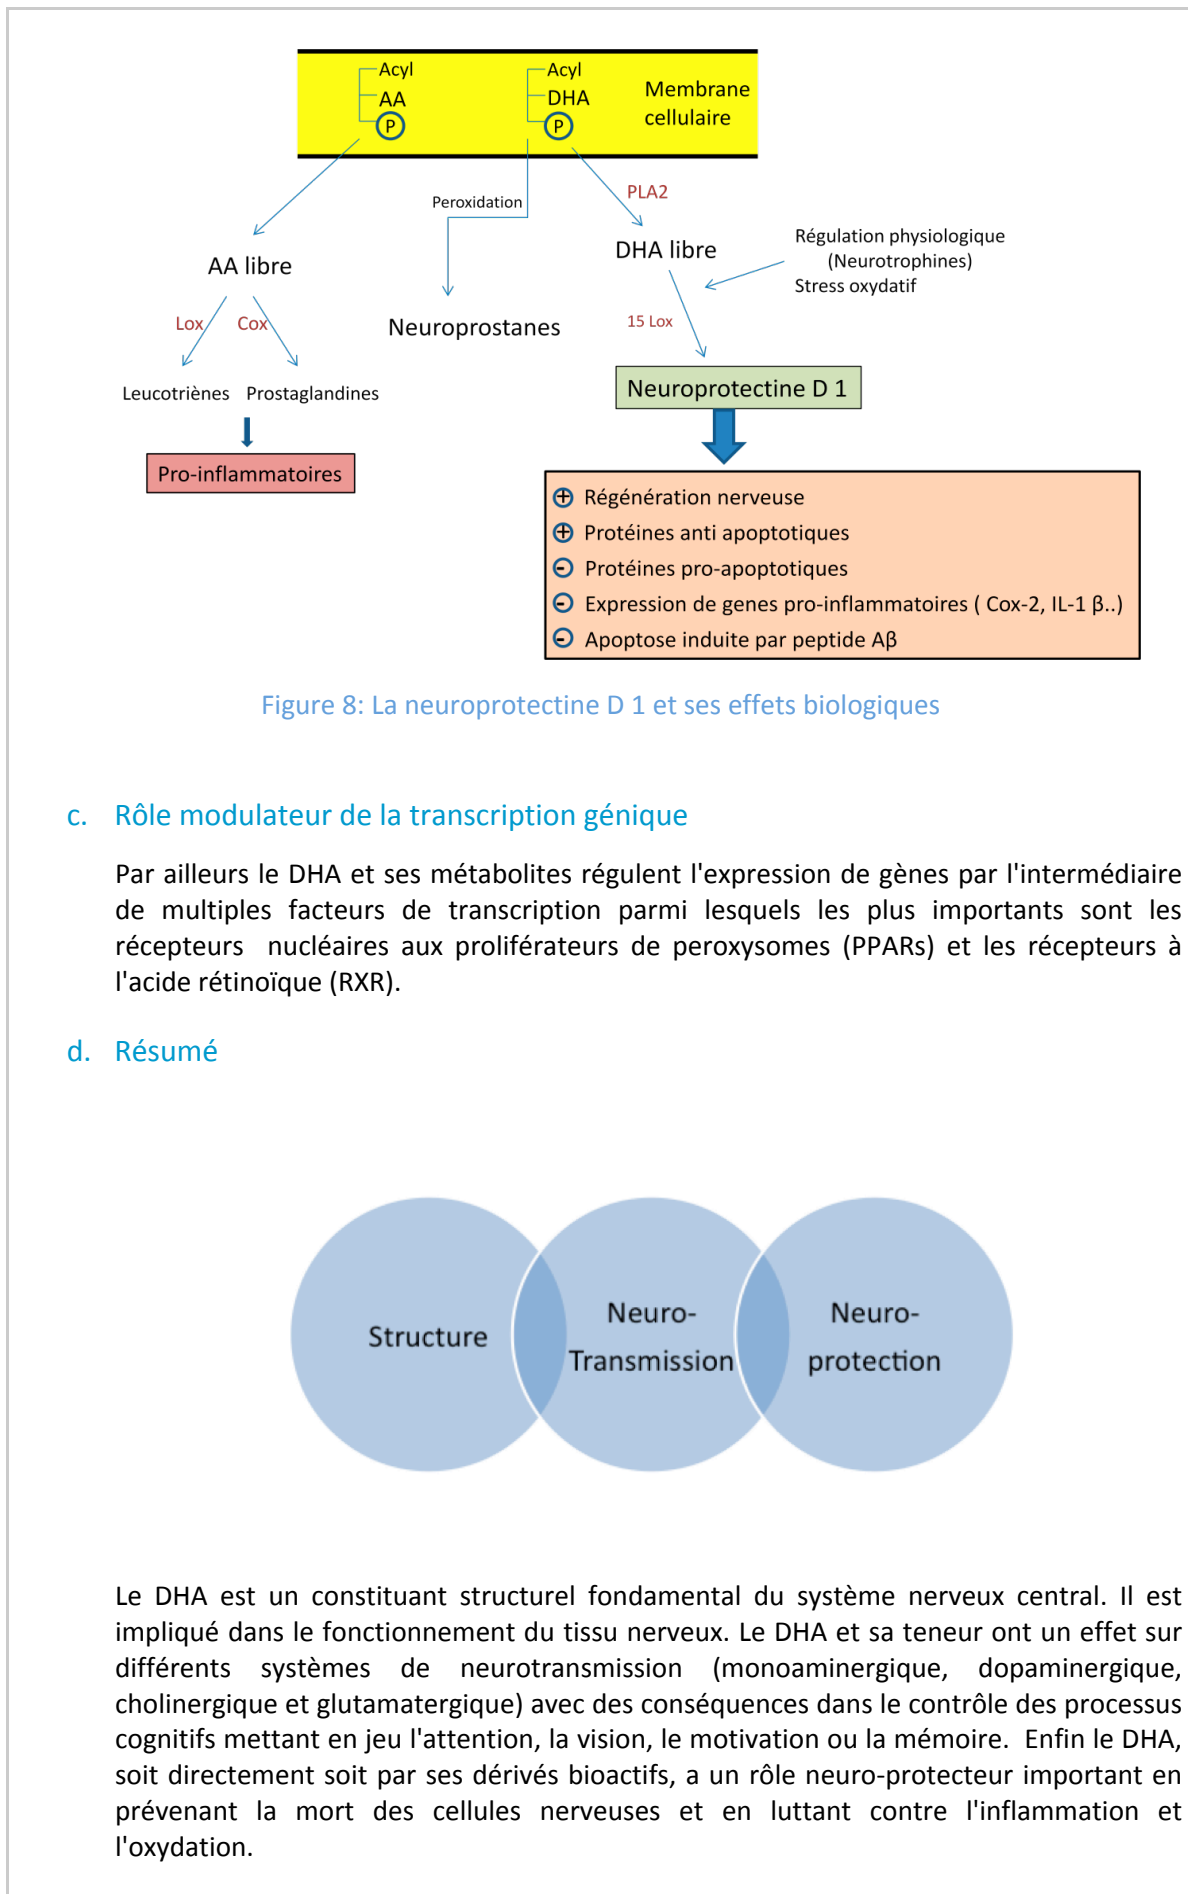 Acyl
AA
P
Acyl
DHA
P
Membrane
cellulaire
Peroxidation
PLA2
AA libre
DHA libre
Régulation physiologique
(Neurotrophines)
Stress oxydatif
Lox
Cox
Neuroprostanes
15 Lox
Leucotriènes
Prostaglandines
Neuroprotectine D 1
Pro-inflammatoires
+ Régénération nerveuse
+ Protéines anti apoptotiques
- Protéines pro-apoptotiques
- Expression de genes pro-inflammatoires ( Cox-2, IL-1 β..)
- Apoptose induite par peptide Aβ
Figure 8: La neuroprotectine D 1 et ses effets biologiques
c. Rôle modulateur de la transcription génique
Par ailleurs le DHA et ses métabolites régulent l'expression de gènes par l'intermédiaire
de multiples facteurs de transcription parmi lesquels les plus importants sont les
récepteurs nucléaires aux proliférateurs de peroxysomes (PPARs) et les récepteurs à
l'acide rétinoïque (RXR).
d. Résumé
Structure
Neuro-
Transmission
Neuro-
protection
Le DHA est un constituant structurel fondamental du système nerveux central. Il est
impliqué dans le fonctionnement du tissu nerveux. Le DHA et sa teneur ont un effet sur
différents systèmes de neurotransmission (monoaminergique, dopaminergique,
cholinergique et glutamatergique) avec des conséquences dans le contrôle des processus
cognitifs mettant en jeu l'attention, la vision, le motivation ou la mémoire. Enfin le DHA,
soit directement soit par ses dérivés bioactifs, a un rôle neuro-protecteur important en
prévenant la mort des cellules nerveuses et en luttant contre l'inflammation et
l'oxydation.